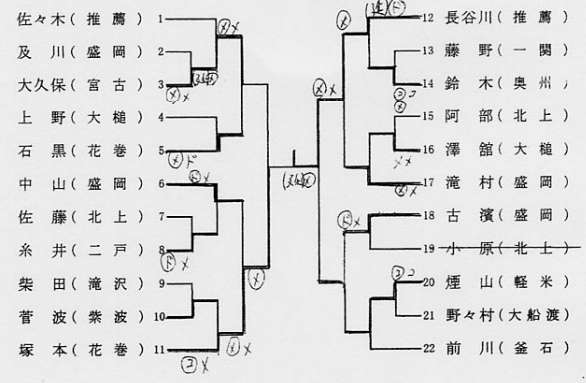 佐々木（推薦） 1
及川（盛岡） 2
大久保（宮古） 3
上野（大槌） 4
石黒（花巻） 5
中山（盛岡） 6
佐藤（北上） 7
糸井（二戸） 8
柴田（滝沢） 9
菅波（紫波） 10
塚本（花巻） 11
12 長谷川（推薦）
13 藤野（一関）
14 鈴木（奥州）
15 阿部（北上）
16 澤舘（大槌）
17 滝村（盛岡）
18 古濱（盛岡）
19 小原（北上）
20 煙山（軽米）
21 野々村（大船渡）
22 前川（釜石）